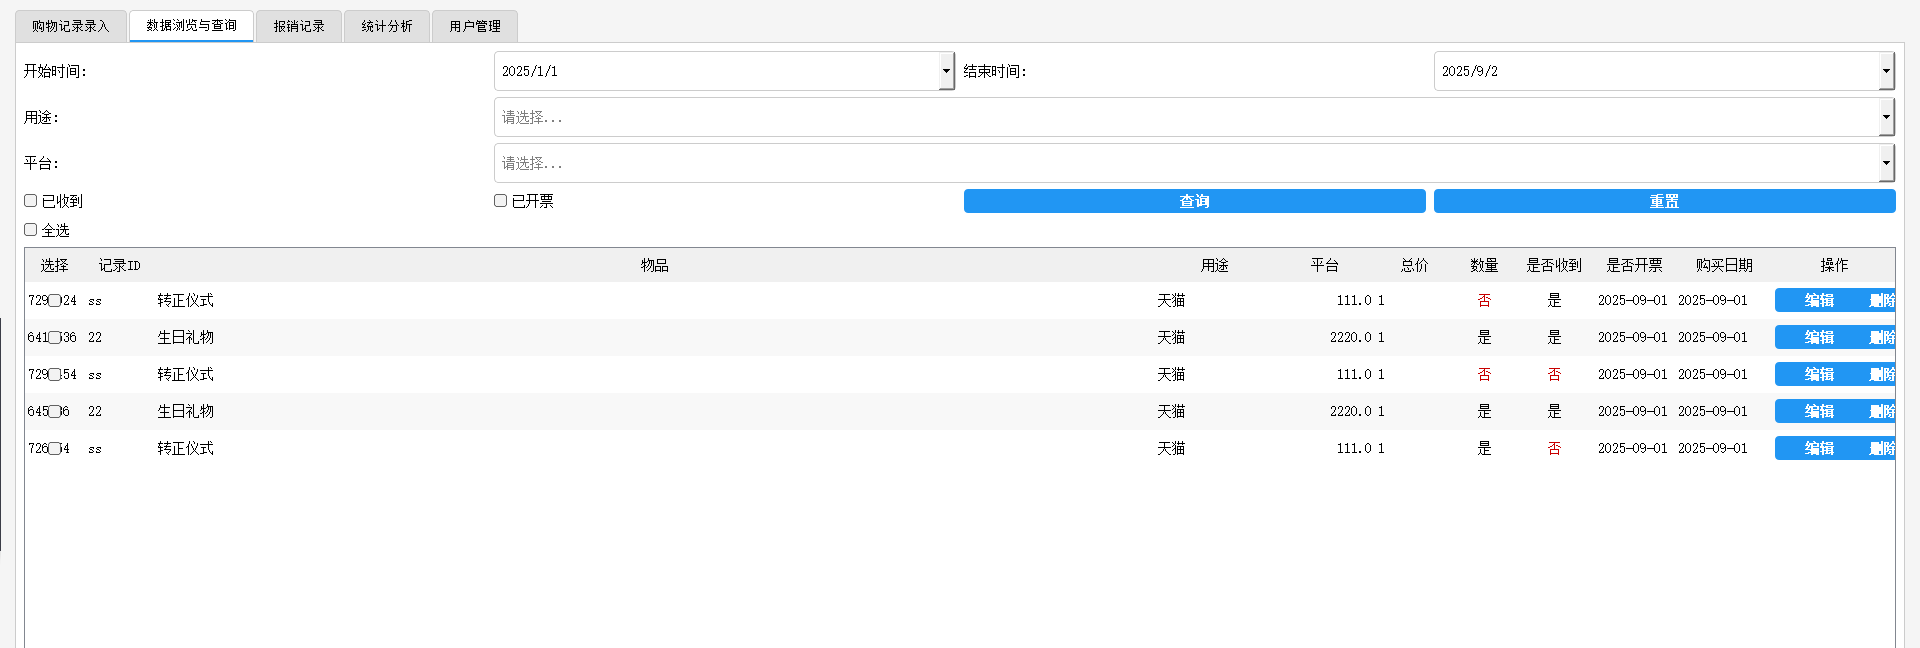 购物记录录入 数据浏览与查询 报销记录 统计分析 用户管理
开始时间: 2025/1/1 结束时间: 2025/9/2
用途: 请选择...
平台: 请选择...
已收到 已开票 查询 重置
全选
选择 记录ID 物品 用途 平台 总价 数量 是否收到 是否开票 购买日期 操作
ss 转正仪式 天猫 111.0 1 否 是 2025-09-01 2025-09-01 编辑 删除
22 生日礼物 天猫 2220.0 1 是 是 2025-09-01 2025-09-01 编辑 删除
ss 转正仪式 天猫 111.0 1 否 否 2025-09-01 2025-09-01 编辑 删除
22 生日礼物 天猫 2220.0 1 是 是 2025-09-01 2025-09-01 编辑 删除
ss 转正仪式 天猫 111.0 1 是 否 2025-09-01 2025-09-01 编辑 删除